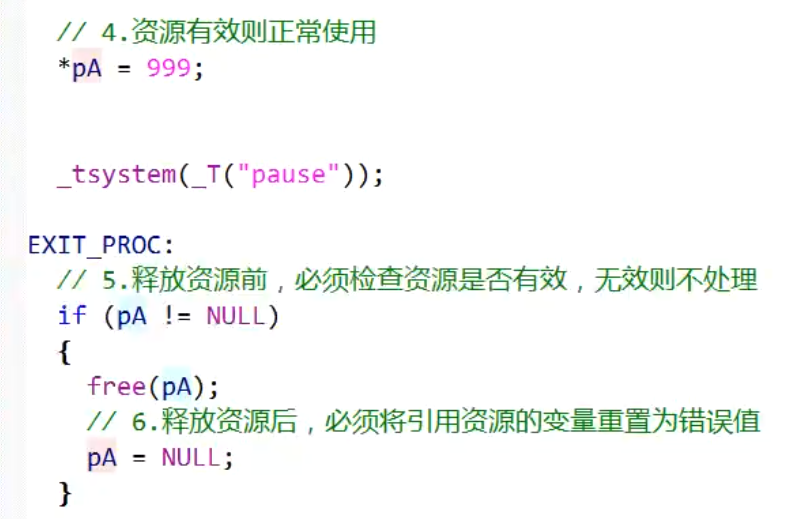 // 4.资源有效则正常使用
*pA = 999;
_tsystem(_T("pause"));
EXIT_PROC:
// 5.释放资源前，必须检查资源是否有效，无效则不处理
if (pA != NULL)
{
free(pA);
// 6.释放资源后，必须将引用资源的变量重置为错误值
pA = NULL;
}